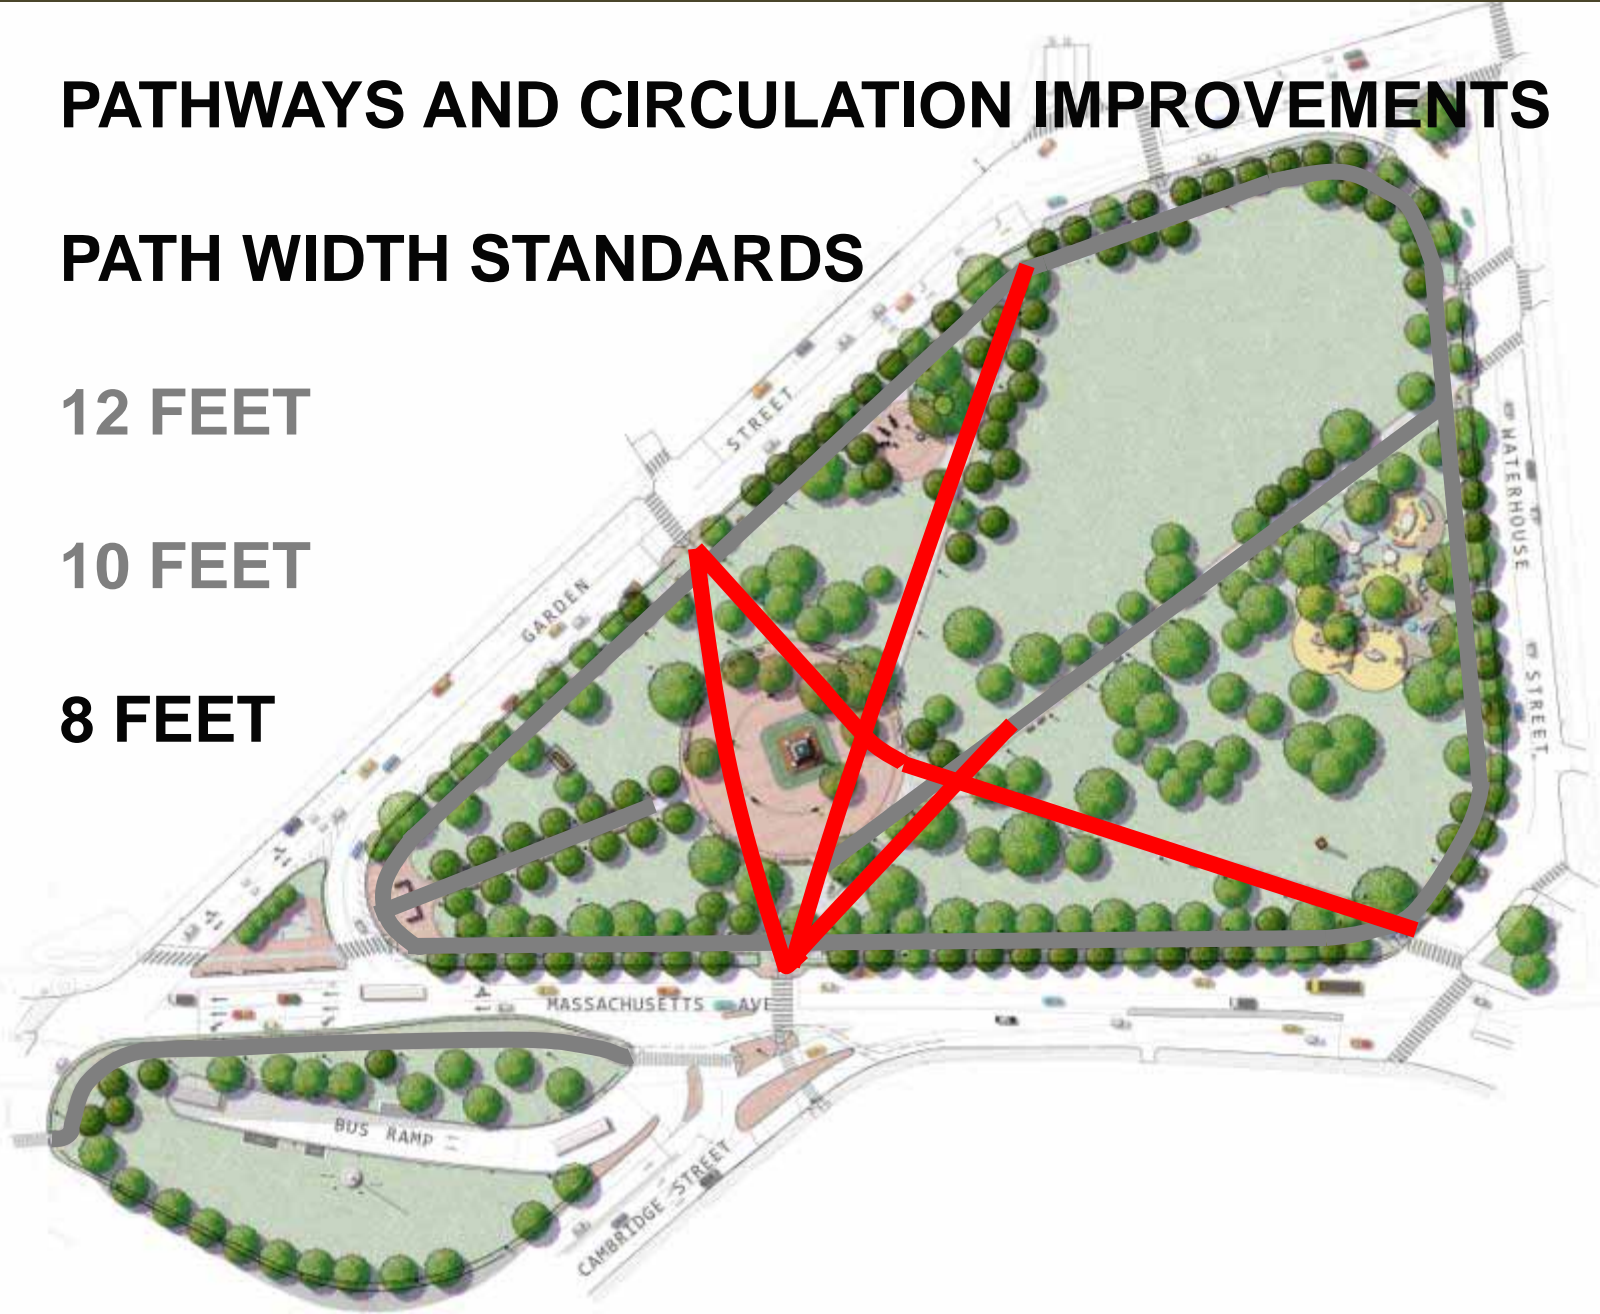 PATHWAYS AND CIRCULATION IMPROVEMENTS
PATH WIDTH STANDARDS
12 FEET
10 FEET
8 FEET
STREET
GARDEN
WATERHOUSE
STREET
MASSACHUSETTS AVE
BUS RAMP
CAMBRIDGE STREET